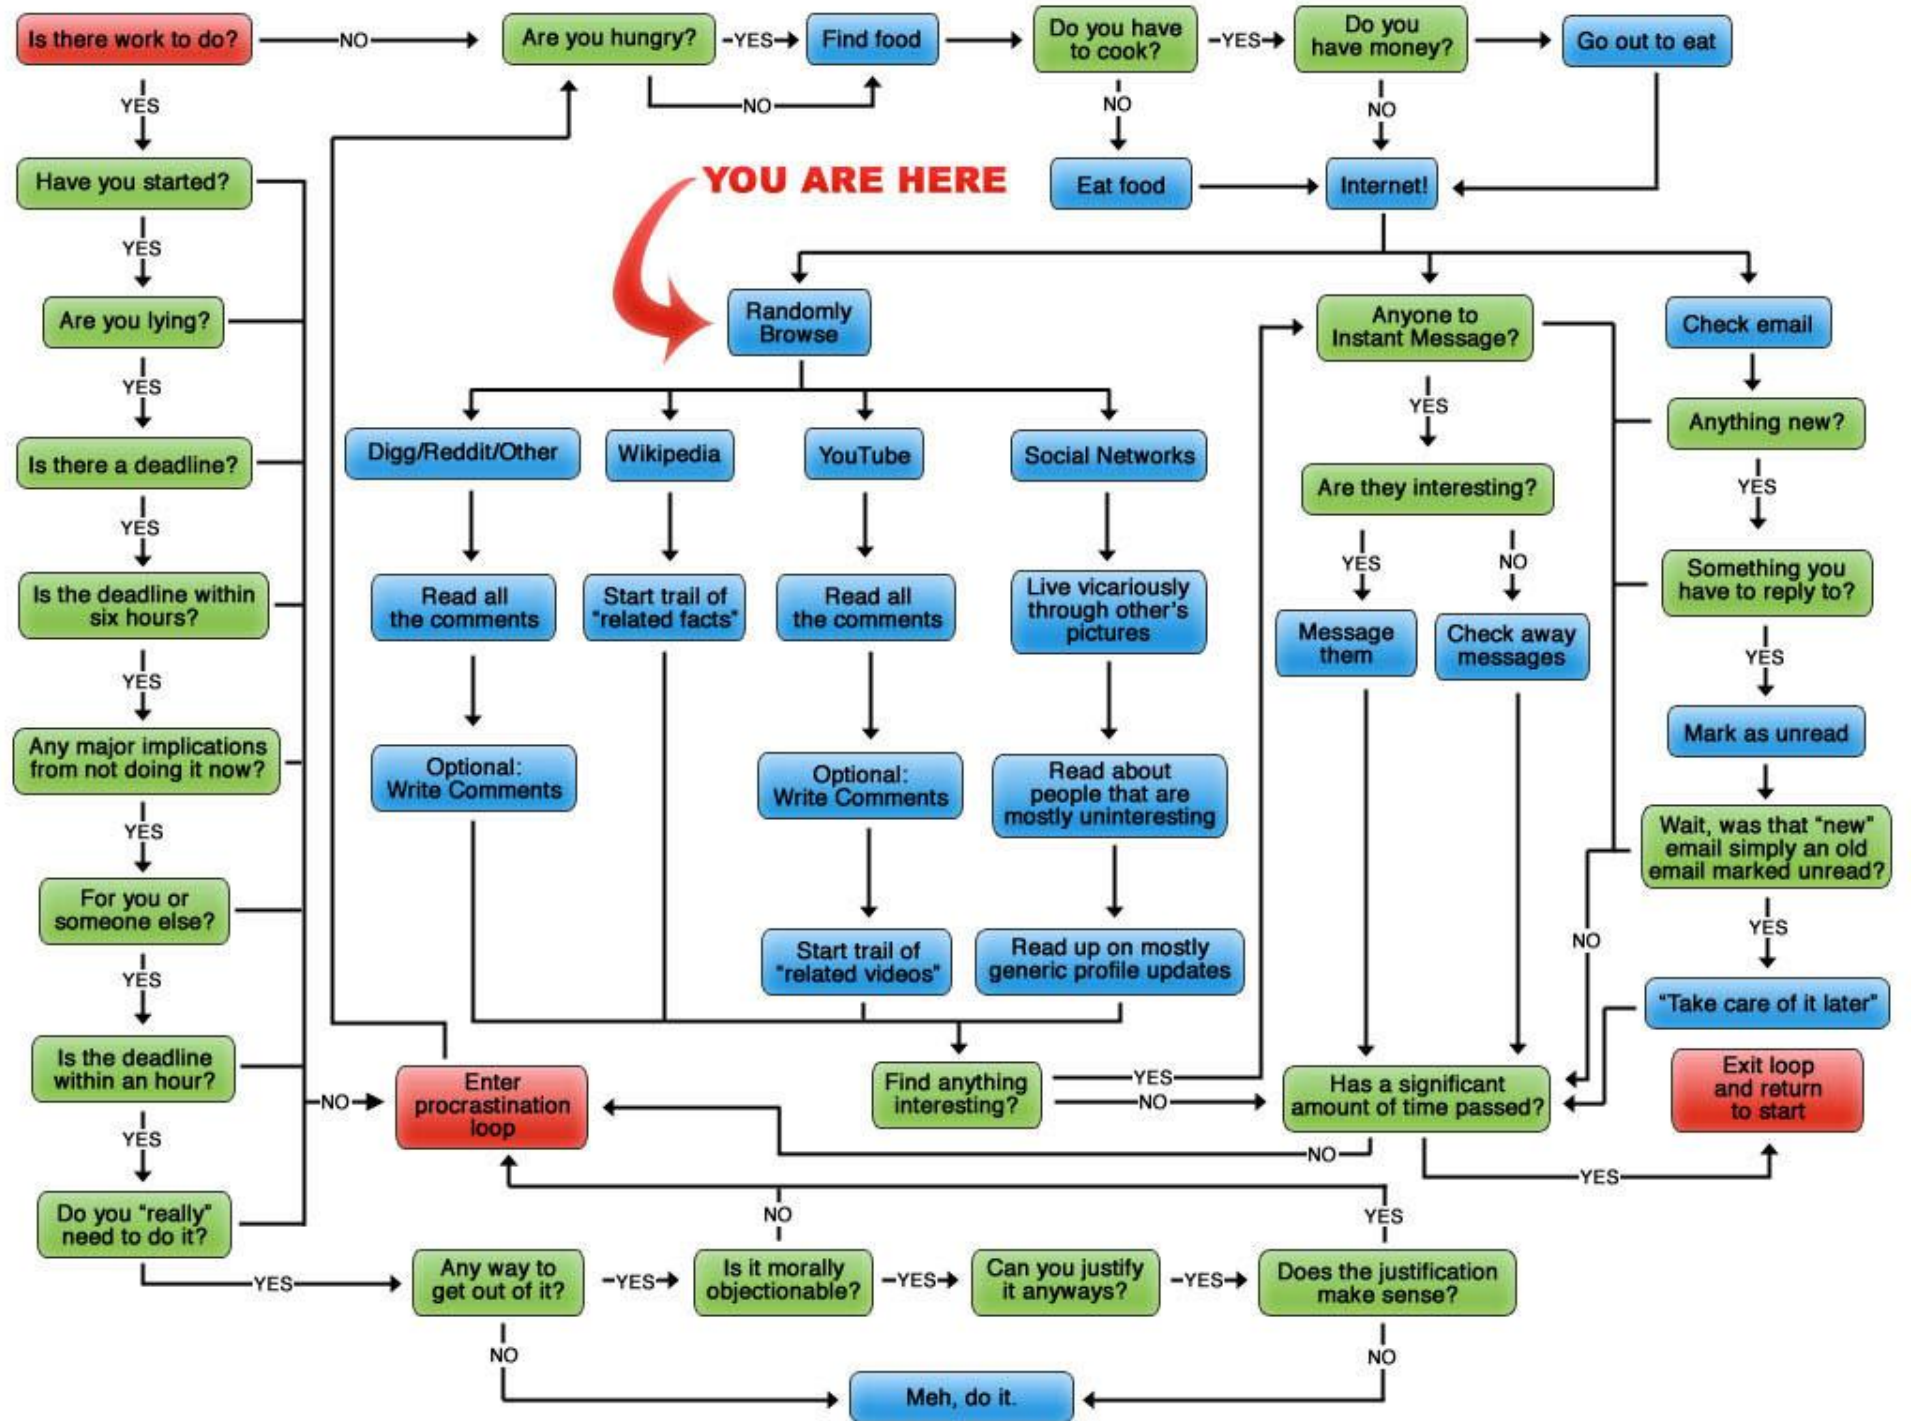 Is there work to do?
NO
Are you hungry?
YES
Find food
Do you have
to cook?
YES
Do you
have money?
Go out to eat
YES
NO
NO
NO
Have you started?
YOU ARE HERE
Eat food
Internet!
YES
Are you lying?
Randomly
Browse
Anyone to
Instant Message?
Check email
YES
YES
Anything new?
Is there a deadline?
Digg/Reddit/Other
Wikipedia
YouTube
Social Networks
Are they interesting?
YES
YES
YES
NO
Is the deadline within
six hours?
Read all
the comments
Start trail of
"related facts"
Read all
the comments
Live vicariously
through other's
pictures
Message
them
Check away
messages
Something you
have to reply to?
YES
YES
Mark as unread
Any major implications
from not doing it now?
Optional:
Write Comments
Optional:
Write Comments
Read about
people that are
mostly uninteresting
Wait, was that "new"
email simply an old
email marked unread?
YES
For you or
someone else?
Start trail of
"related videos"
Read up on mostly
generic profile updates
NO
YES
YES
"Take care of it later"
Is the deadline
within an hour?
NO
Enter
procrastination
loop
Find anything
interesting?
YES
NO
Has a significant
amount of time passed?
Exit loop
and return
to start
YES
NO
YES
Do you "really"
need to do it?
NO
YES
YES
Any way to
get out of it?
YES
Is it morally
objectionable?
YES
Can you justify
it anyways?
YES
Does the justification
make sense?
NO
NO
Meh, do it.